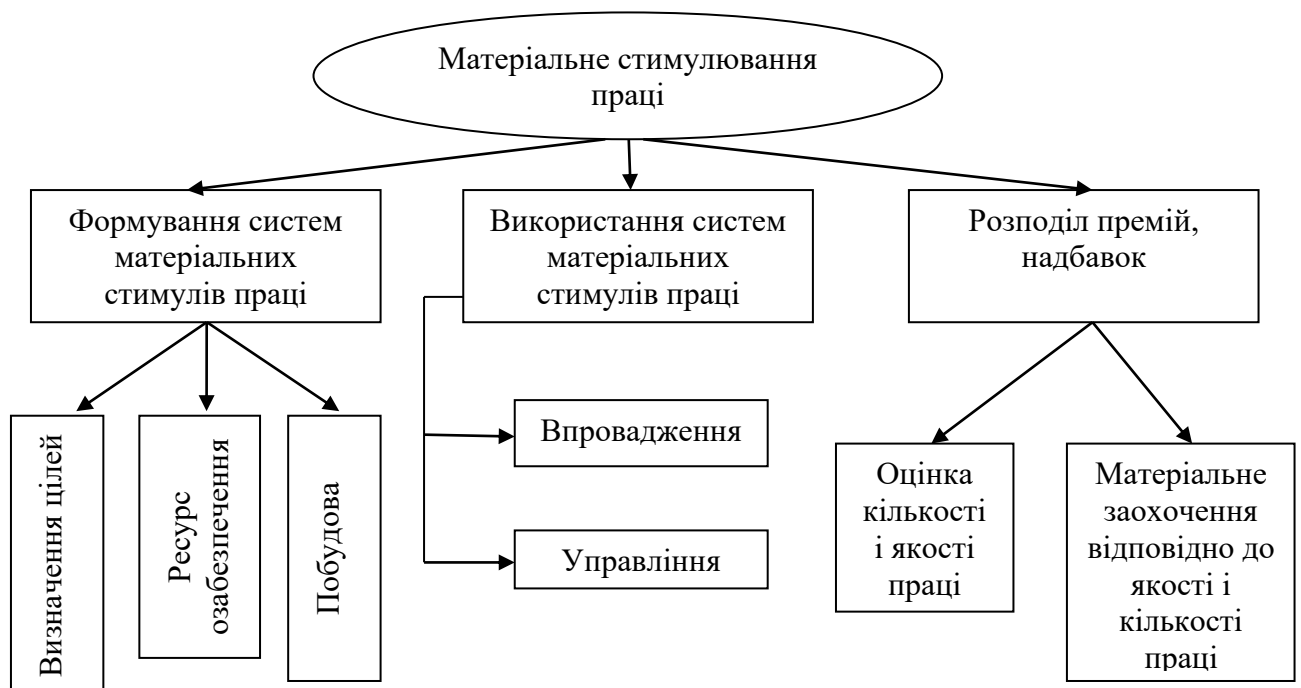 Матеріальне стимулювання
праці
Формування систем
матеріальних
стимулів праці
Використання систем
матеріальних
стимулів праці
Розподіл премій,
надбавок
Визначення цілей
Ресурс
озабезпечення
Побудова
Впровадження
Управління
Оцінка
кількості
і якості
праці
Матеріальне
заохочення
відповідно до
якості і
кількості
праці